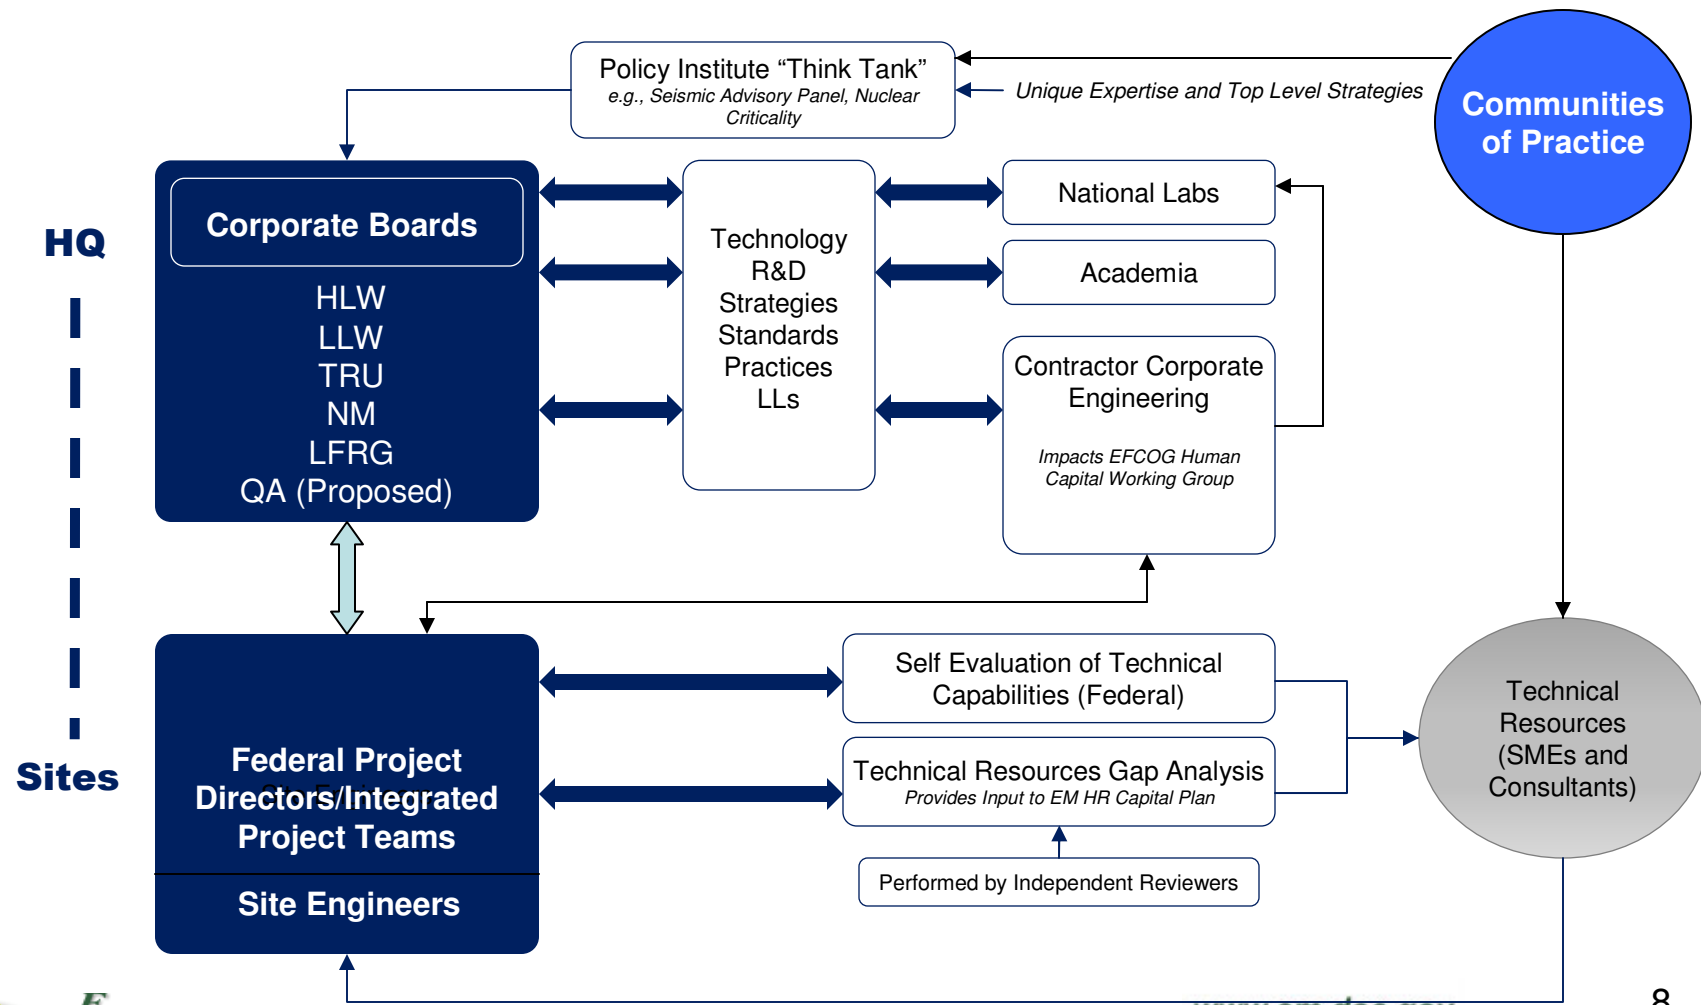 Policy Institute “Think Tank”
e.g., Seismic Advisory Panel, Nuclear
Criticality
Unique Expertise and Top Level Strategies
Communities
of Practice
HQ
Sites
Corporate Boards
HLW
LLW
TRU
NM
LFRG
QA (Proposed)
Technology
R&D
Strategies
Standards
Practices
LLs
National Labs
Academia
Contractor Corporate
Engineering
Impacts EFCOG Human
Capital Working Group
Federal Project
Directors/Integrated
Project Teams
Site Engineers
Self Evaluation of Technical
Capabilities (Federal)
Technical Resources Gap Analysis
Provides Input to EM HR Capital Plan
Performed by Independent Reviewers
Technical
Resources
(SMEs and
Consultants)
8